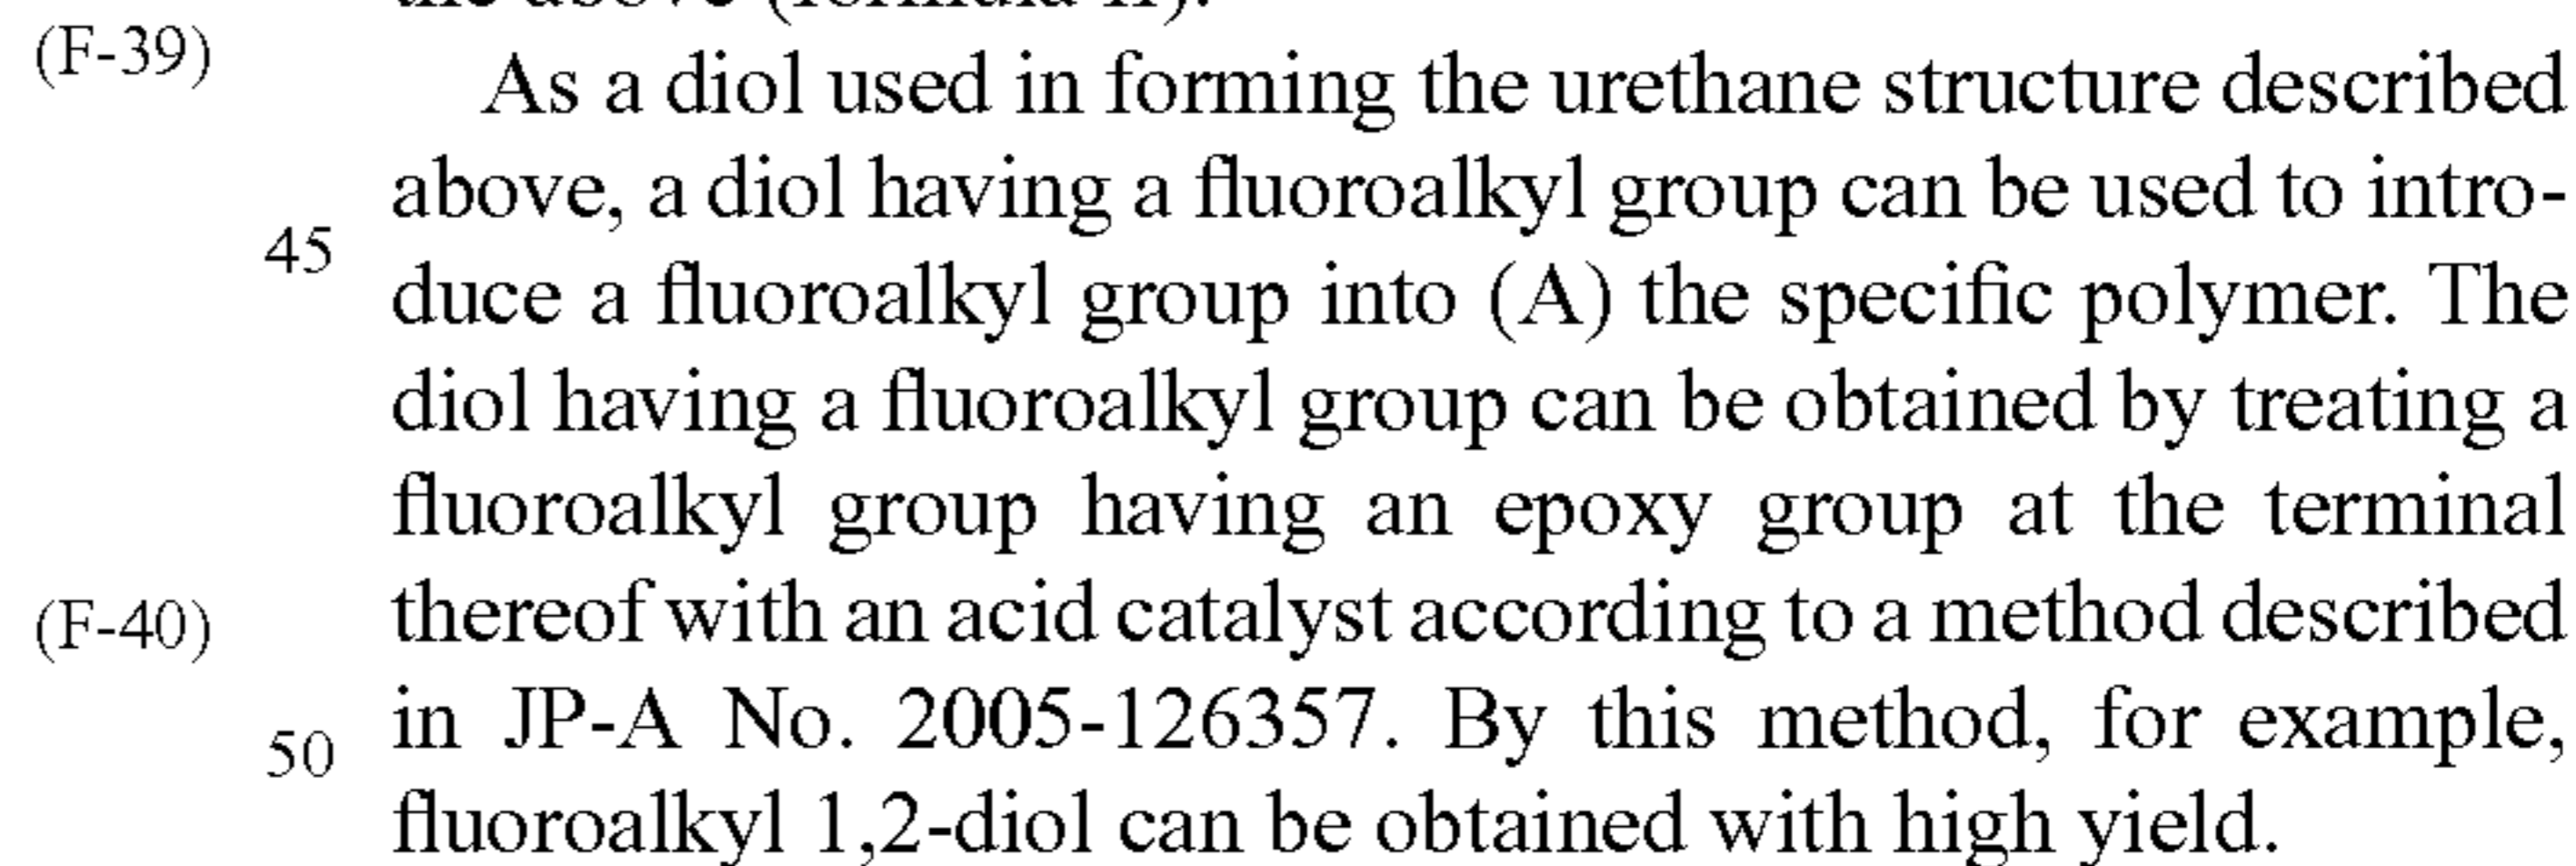 (F-39)
As a diol used in forming the urethane structure described
above, a diol having a fluoroalkyl group can be used to intro-
45
duce a fluoroalkyl group into (A) the specific polymer. The
diol having a fluoroalkyl group can be obtained by treating a
fluoroalkyl group having an epoxy group at the terminal
(F-40)
thereof with an acid catalyst according to a method described
in JP-A No. 2005-126357. By this method, for example,
50
fluoroalkyl 1,2-diol can be obtained with high yield.